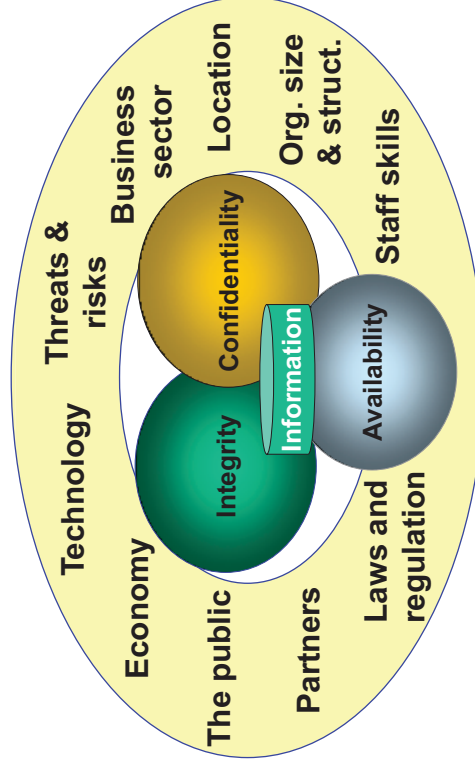 Technology
Threats &
risks
Economy
Business
sector
The public
Integrity
Confidentiality
Location
Partners
Information
Org. size
& struct.
Laws and
regulation
Availability
Staff skills